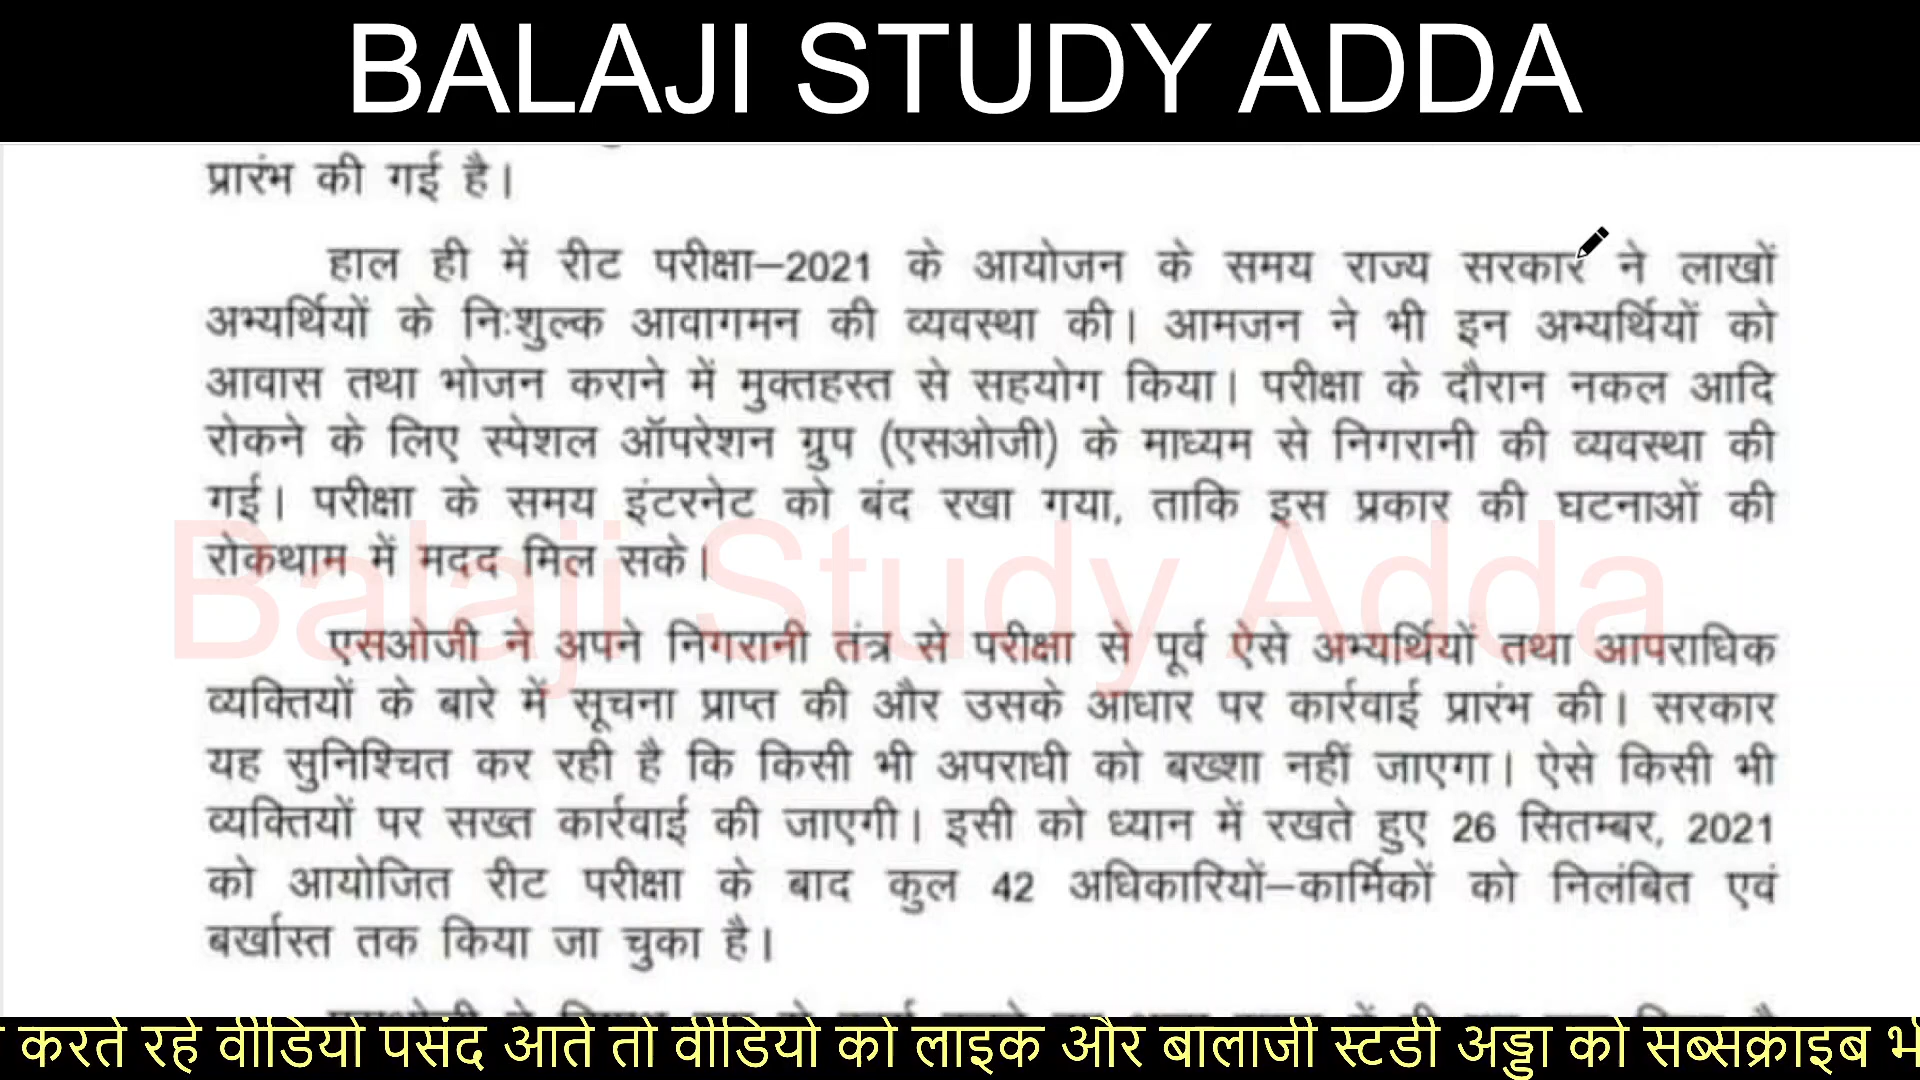 BALAJI STUDY ADDA
प्रारंभ की गई है।
हाल ही में रीट परीक्षा–2021 के आयोजन के समय राज्य सरकार ने लाखों
अभ्यर्थियों के निःशुल्क आवागमन की व्यवस्था की। आमजन ने भी इन अभ्यर्थियों को
आवास तथा भोजन कराने में मुक्तहस्त से सहयोग किया। परीक्षा के दौरान नकल आदि
रोकने के लिए स्पेशल ऑपरेशन ग्रुप (एसओजी) के माध्यम से निगरानी की व्यवस्था की
गई। परीक्षा के समय इंटरनेट को बंद रखा गया, ताकि इस प्रकार की घटनाओं की
रोकथाम में मदद मिल सके।
Balaji Study Adda
एसओजी ने अपने निगरानी तंत्र से परीक्षा से पूर्व ऐसे अभ्यर्थियों तथा आपराधिक
व्यक्तियों के बारे में सूचना प्राप्त की और उसके आधार पर कार्रवाई प्रारंभ की। सरकार
यह सुनिश्चित कर रही है कि किसी भी अपराधी को बख्शा नहीं जाएगा। ऐसे किसी भी
व्यक्तियों पर सख्त कार्रवाई की जाएगी। इसी को ध्यान में रखते हुए 26 सितम्बर, 2021
को आयोजित रीट परीक्षा के बाद कुल 42 अधिकारियों–कार्मिकों को निलंबित एवं
बर्खास्त तक किया जा चुका है।
करते रहे वीडियो पसंद आते तो वीडियो को लाइक और बालाजी स्टडी अड्डा को सब्सक्राइब भी